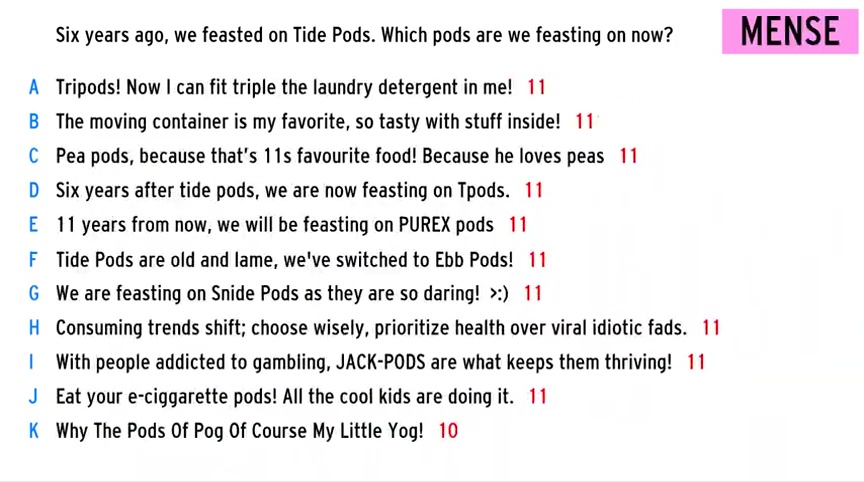 Six years ago, we feasted on Tide Pods. Which pods are we feasting on now?
MENSE
A Tripods! Now I can fit triple the laundry detergent in me! 11
B The moving container is my favorite, so tasty with stuff inside! 11
C Pea pods, because that's 11s favourite food! Because he loves peas 11
D Six years after tide pods, we are now feasting on Tpods. 11
E 11 years from now, we will be feasting on PUREX pods 11
F Tide Pods are old and lame, we've switched to Ebb Pods! 11
G We are feasting on Snide Pods as they are so daring! >:) 11
H Consuming trends shift; choose wisely, prioritize health over viral idiotic fads. 11
I With people addicted to gambling, JACK-PODS are what keeps them thriving! 11
J Eat your e-ciggarette pods! All the cool kids are doing it. 11
K Why The Pods Of Pog Of Course My Little Yog! 10